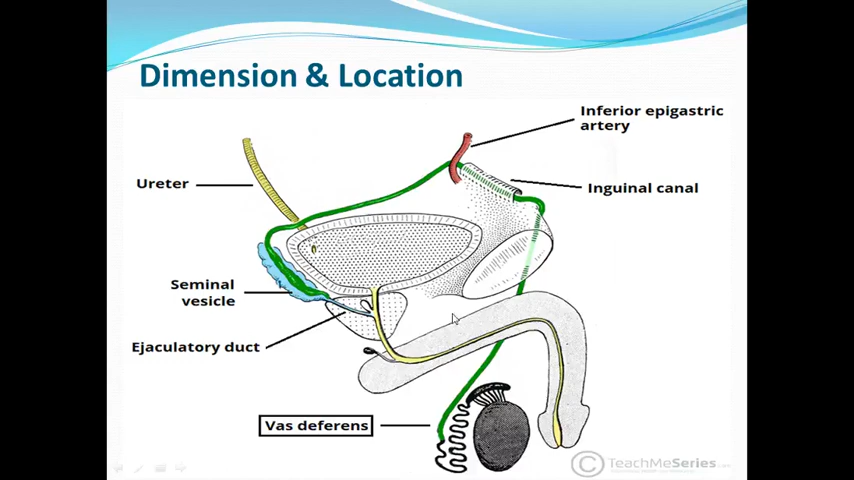 Dimension & Location
Inferior epigastric
artery
Ureter
Inguinal canal
Seminal
vesicle
Ejaculatory duct
Vas deferens
© TeachMeSeries